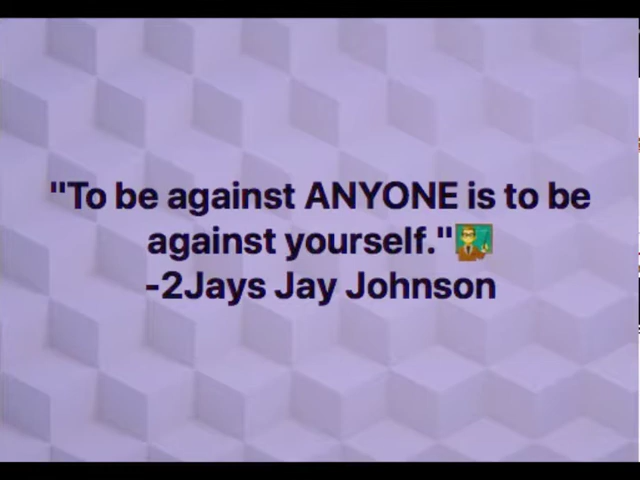 "To be against ANYONE is to be
against yourself."👨‍🏫
-2Jays Jay Johnson